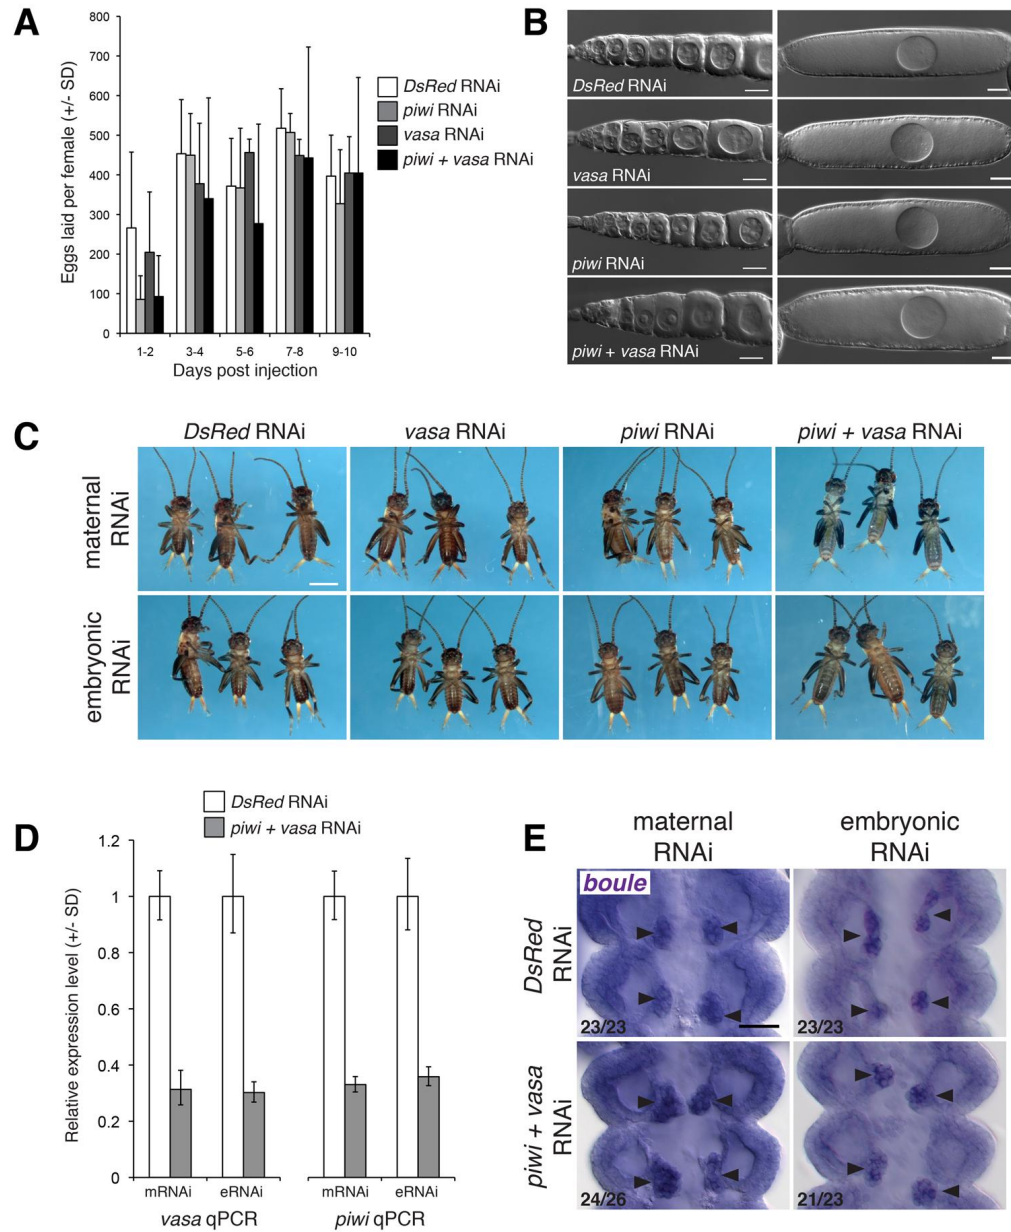 A
800
700
600
500
400
300
200
100
0
Eggs laid per female (+/- SD)
1-2 3-4 5-6 7-8 9-10
Days post injection
DsRed RNAi
piwi RNAi
vasa RNAi
piwi + vasa RNAi
B
DsRed RNAi
vasa RNAi
piwi RNAi
piwi + vasa RNAi
C
DsRed RNAi vasa RNAi piwi RNAi piwi + vasa RNAi
maternal
RNAi
embryonic
RNAi
D
DsRed RNAi
piwi + vasa RNAi
1.2
1
0.8
0.6
0.4
0.2
0
Relative expression level (+/- SD)
mRNAi eRNAi mRNAi eRNAi
vasa qPCR piwi qPCR
E
maternal
RNAi
embryonic
RNAi
boule
DsRed
RNAi
23/23 23/23
piwi + vasa
RNAi
24/26 21/23